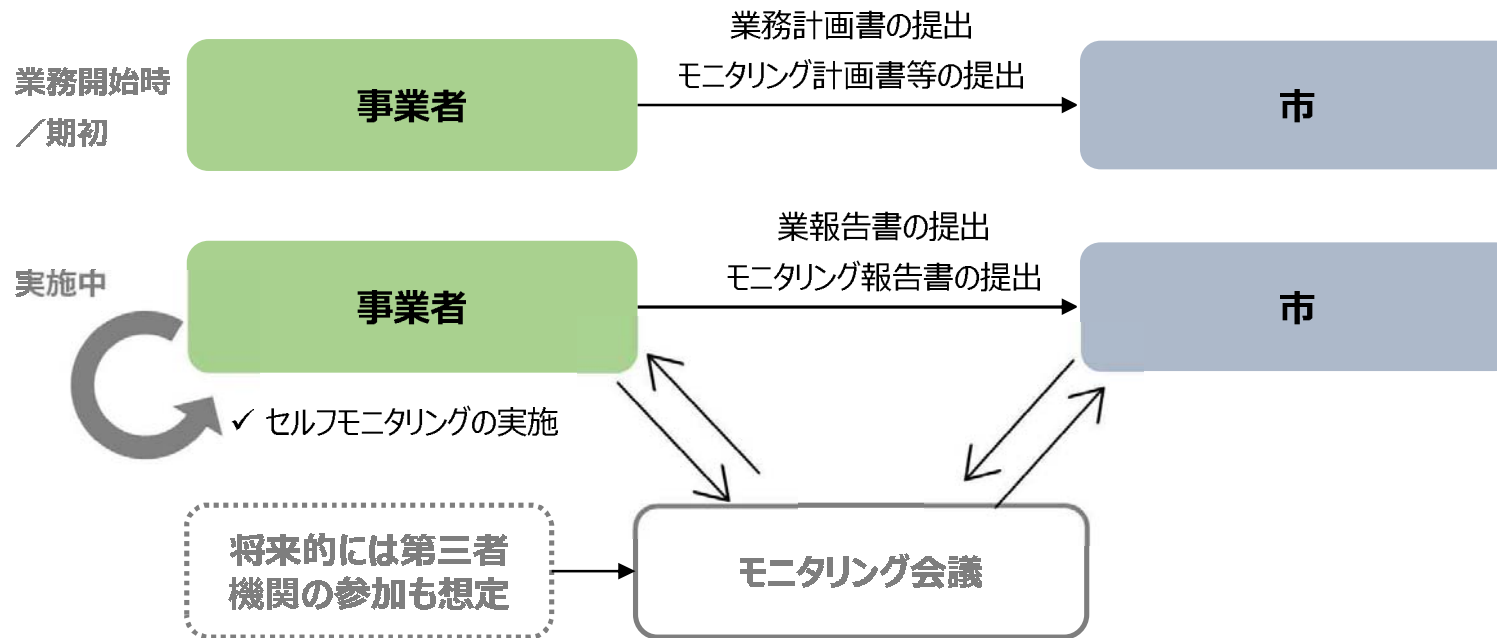 業務開始時
／期初
事業者
業務計画書の提出
モニタリング計画書等の提出
市
実施中
事業者
業報告書の提出
モニタリング報告書の提出
市
✓ セルフモニタリングの実施
将来的には第三者
機関の参加も想定
モニタリング会議